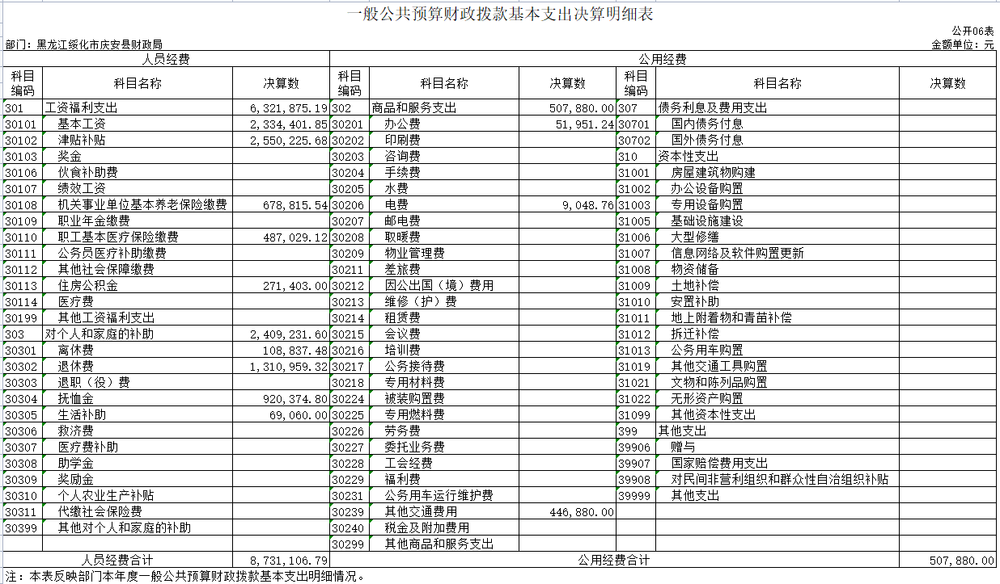 一般公共预算财政拨款基本支出决算明细表
公开06表
部门：黑龙江绥化市庆安县财政局 金额单位：元
人员经费 公用经费
科目编码 科目名称 决算数 科目编码 科目名称 决算数 科目编码 科目名称 决算数
301 工资福利支出 6,321,875.19 302 商品和服务支出 507,880.00 307 债务利息及费用支出
30101 基本工资 2,334,401.85 30201 办公费 51,951.24 30701 国内债务付息
30102 津贴补贴 2,550,225.68 30202 印刷费 30702 国外债务付息
30103 奖金 30203 咨询费 310 资本性支出
30106 伙食补助费 30204 手续费 31001 房屋建筑物购建
30107 绩效工资 30205 水费 31002 办公设备购置
30108 机关事业单位基本养老保险缴费 678,815.54 30206 电费 9,048.76 31003 专用设备购置
30109 职业年金缴费 30207 邮电费 31005 基础设施建设
30110 职工基本医疗保险缴费 487,029.12 30208 取暖费 31006 大型修缮
30111 公务员医疗补助缴费 30209 物业管理费 31007 信息网络及软件购置更新
30112 其他社会保障缴费 30211 差旅费 31008 物资储备
30113 住房公积金 271,403.00 30212 因公出国（境）费用 31009 土地补偿
30114 医疗费 30213 维修（护）费 31010 安置补助
30199 其他工资福利支出 30214 租赁费 31011 地上附着物和青苗补偿
303 对个人和家庭的补助 2,409,231.60 30215 会议费 31012 拆迁补偿
30301 离休费 108,837.48 30216 培训费 31013 公务用车购置
30302 退休费 1,310,959.32 30217 公务接待费 31019 其他交通工具购置
30303 退职（役）费 30218 专用材料费 31021 文物和陈列品购置
30304 抚恤金 920,374.80 30224 被装购置费 31022 无形资产购置
30305 生活补助 69,060.00 30225 专用燃料费 31099 其他资本性支出
30306 救济费 30226 劳务费 399 其他支出
30307 医疗费补助 30227 委托业务费 39906 赠与
30308 助学金 30228 工会经费 39907 国家赔偿费用支出
30309 奖励金 30229 福利费 39908 对民间非营利组织和群众性自治组织补贴
30310 个人农业生产补贴 30231 公务用车运行维护费 39999 其他支出
30311 代缴社会保险费 30239 其他交通费用 446,880.00
30399 其他对个人和家庭的补助 30240 税金及附加费用
30299 其他商品和服务支出
人员经费合计 8,731,106.79 公用经费合计 507,880.00
注：本表反映部门本年度一般公共预算财政拨款基本支出明细情况。